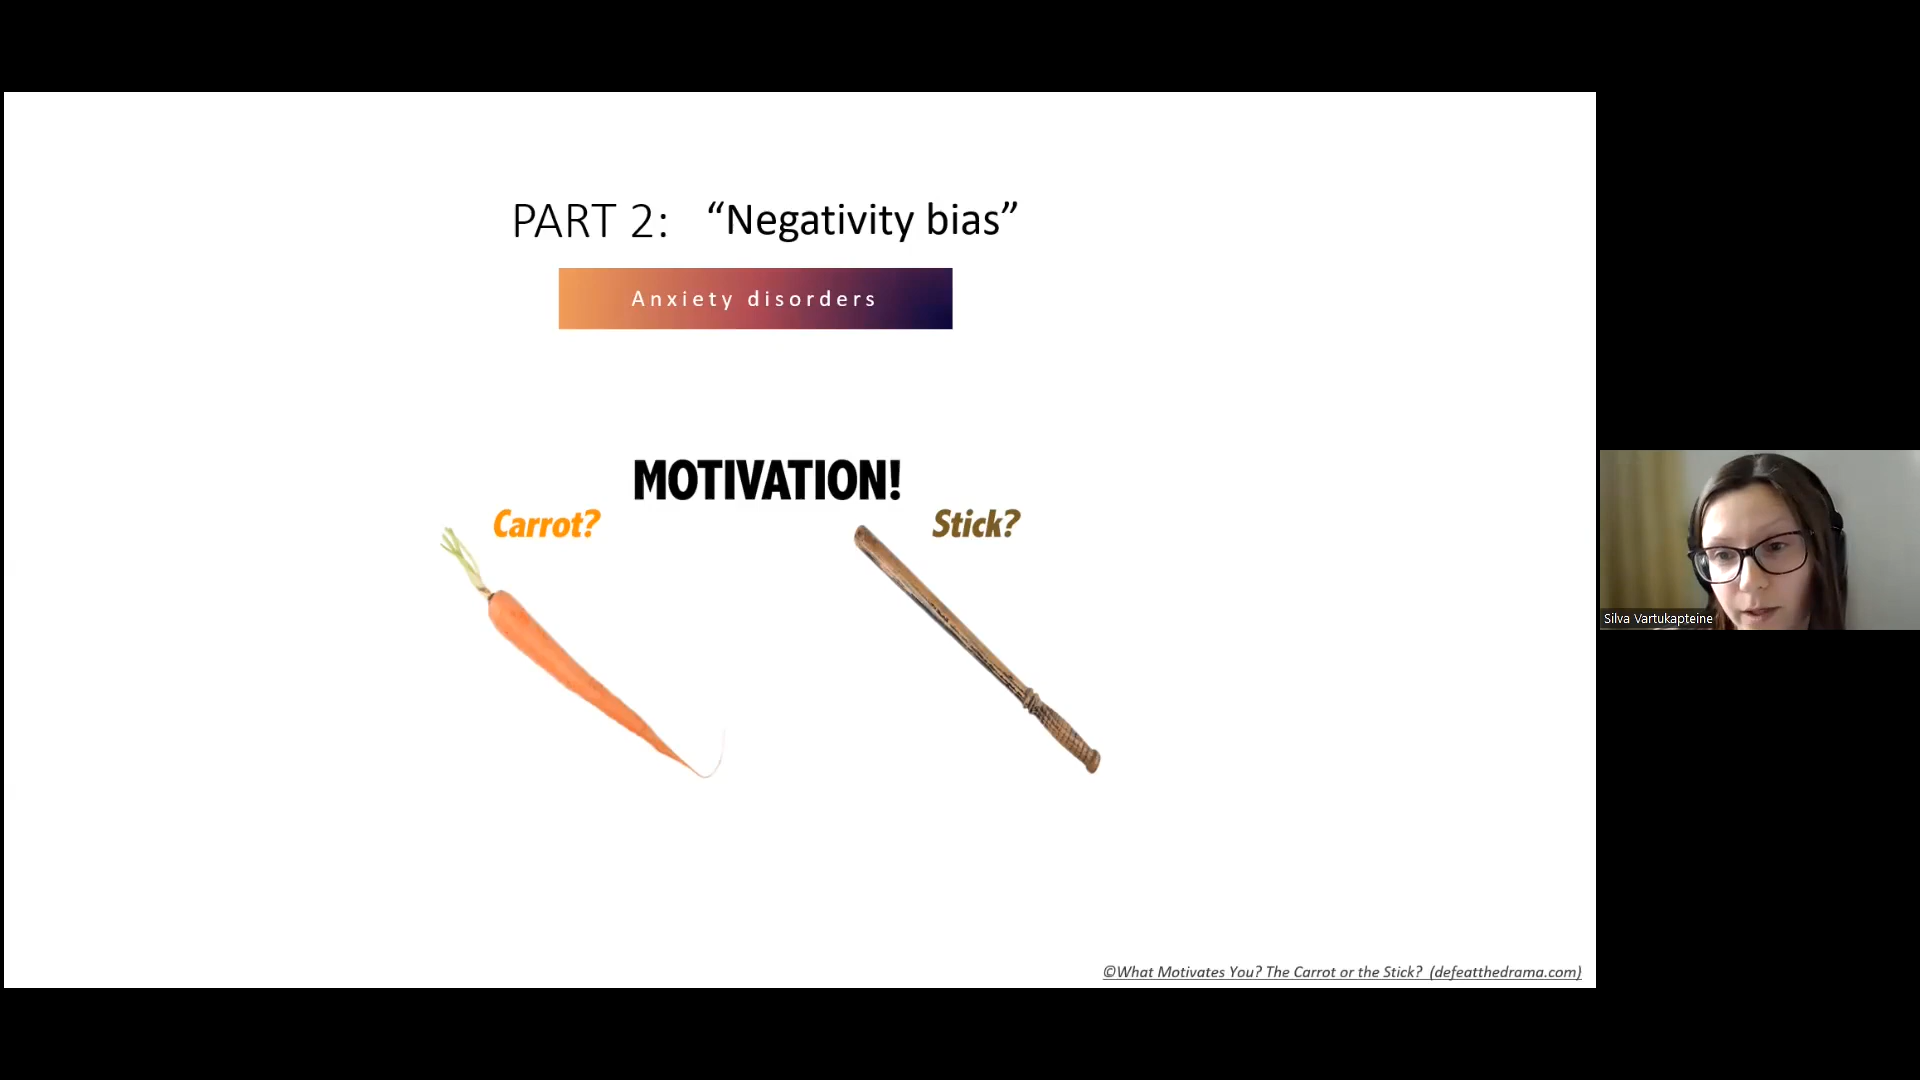 PART 2: “Negativity bias”
Anxiety disorders
MOTIVATION!
Carrot?
Stick?
Silva Vartukapteine
©What Motivates You? The Carrot or the Stick? (defeatthedrama.com)